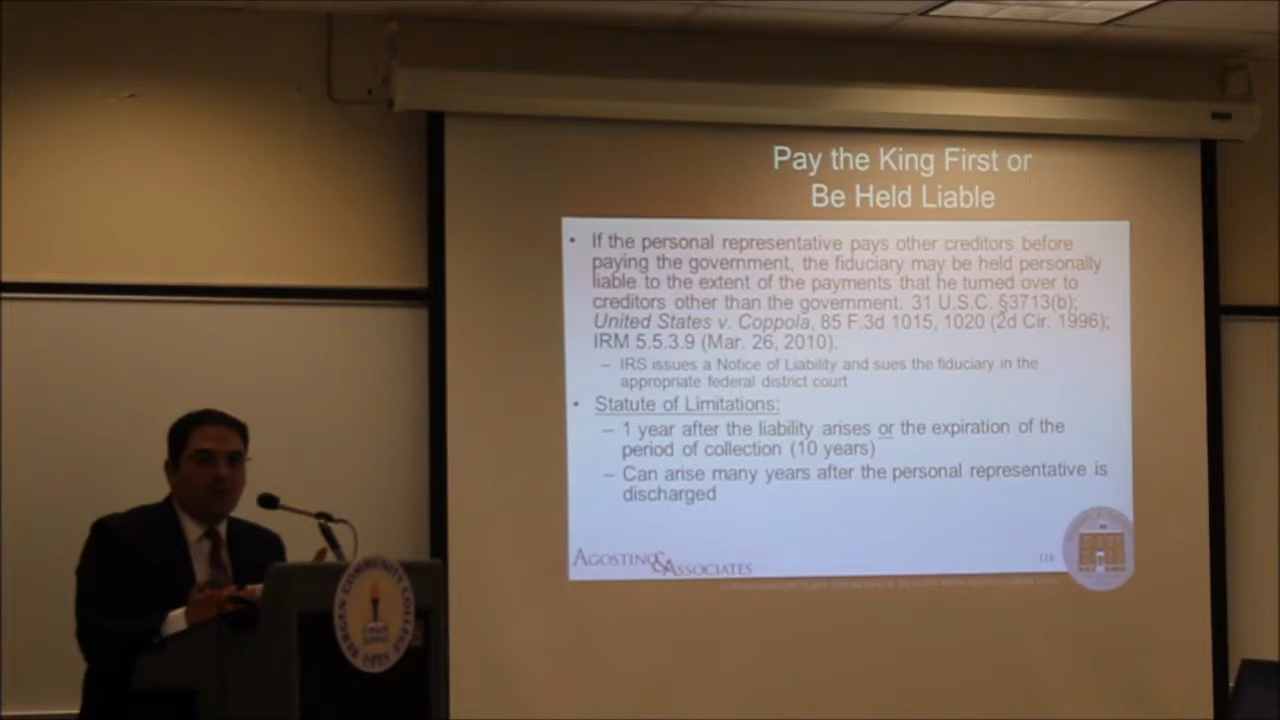 Pay the King First or
Be Held Liable
• If the personal representative pays other creditors before
paying the government, the fiduciary may be held personally
liable to the extent of the payments that he turned over to
creditors other than the government. 31 U.S.C. §3713(b);
United States v. Coppola, 85 F.3d 1015, 1020 (2d Cir. 1996);
IRM 5.5.3.9 (Mar. 26, 2010).
– IRS issues a Notice of Liability and sues the fiduciary in the
appropriate federal district court
• Statute of Limitations:
– 1 year after the liability arises or the expiration of the
period of collection (10 years)
– Can arise many years after the personal representative is
discharged
AGOSTINO & ASSOCIATES
BERGEN COMMUNITY COLLEGE